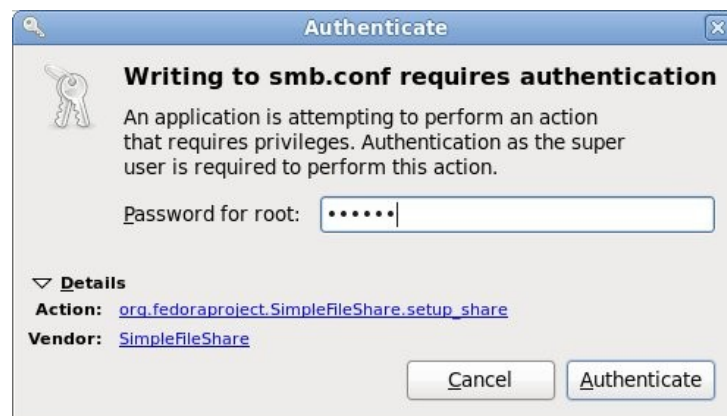 Authenticate
Writing to smb.conf requires authentication
An application is attempting to perform an action
that requires privileges. Authentication as the super
user is required to perform this action.
Password for root: ••••••
Details
Action: org.fedoraproject.SimpleFileShare.setup_share
Vendor: SimpleFileShare
Cancel Authenticate